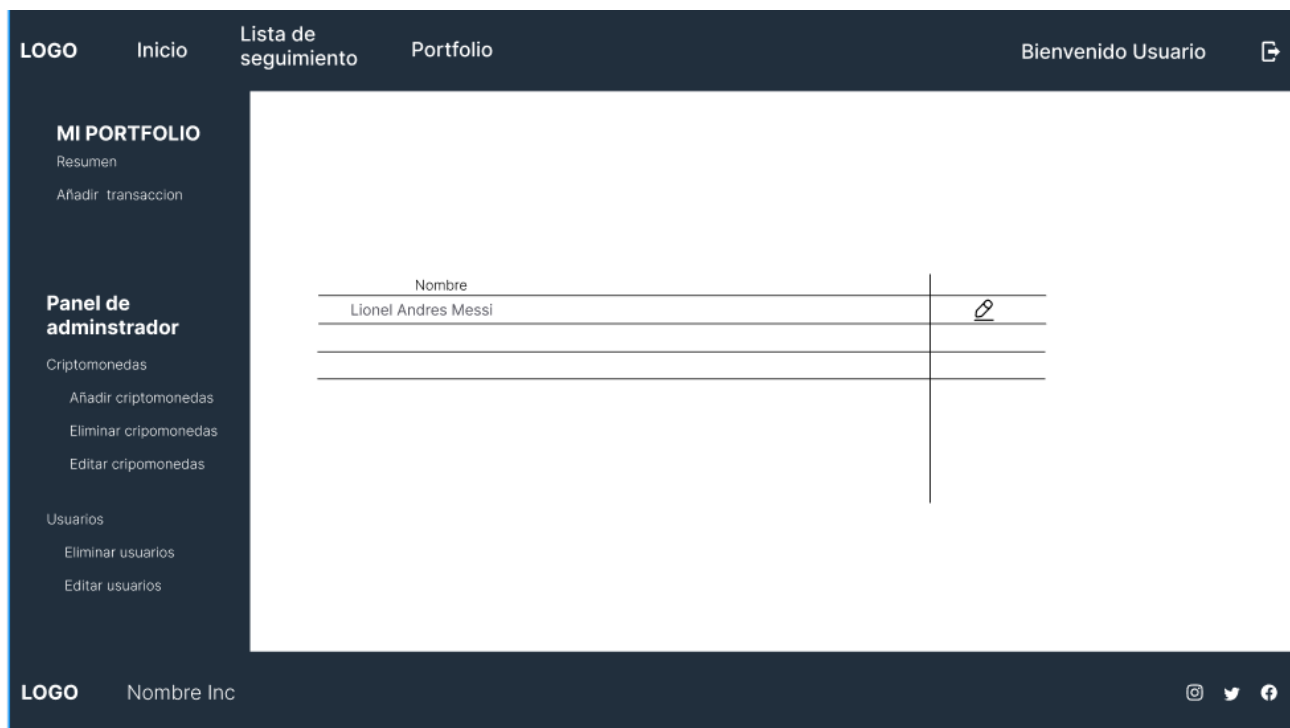 LOGO
Inicio
Lista de
seguimiento
Portfolio
Bienvenido Usuario
MI PORTFOLIO
Resumen
Añadir transaccion
Panel de
adminstrador
Criptomonedas
Añadir criptomonedas
Eliminar cripomonedas
Editar cripomonedas
Usuarios
Eliminar usuarios
Editar usuarios
Nombre
Lionel Andres Messi
LOGO
Nombre Inc